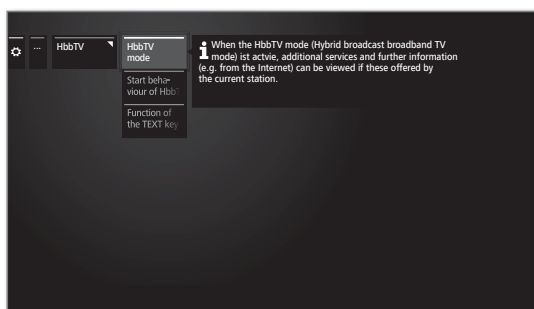 ... HbbTV HbbTV
mode
Start beha-
viour of HbbT
Function of
the TEXT key
i When the HbbTV mode (Hybrid broadcast broadband TV
mode) ist actvie, additional services and further information
(e.g. from the Internet) can be viewed if these offered by
the current station.